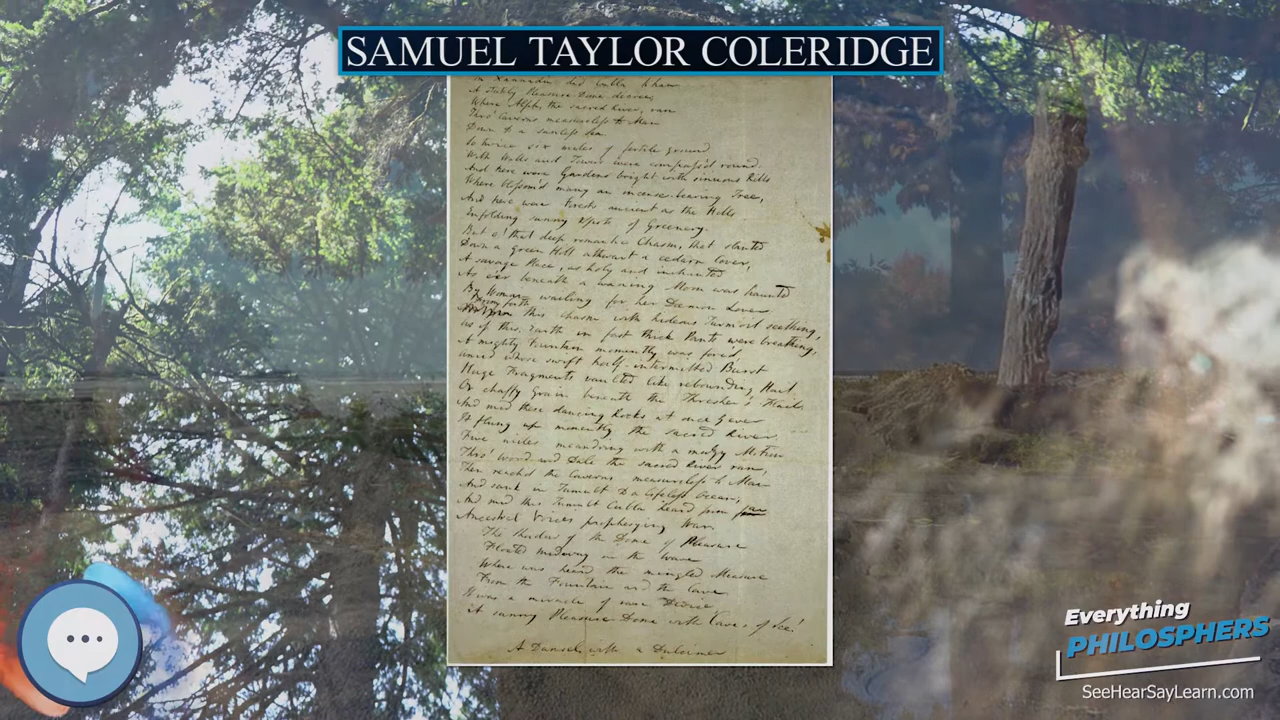 SAMUEL TAYLOR COLERIDGE
In Xannadù did Cubla Khan
A stately Pleasure Dome decree;
Where Alph, the sacred River, ran
Thro' Caverns measureless to Man
Down to a sunless Sea.
So twice six miles of fertile ground
With Walls and Towers were compass'd round:
And here were Gardens bright with sinuous Rills
Where blossom'd many an incense-bearing Tree,
And here were Forests ancient as the Hills
Enfolding sunny Spots of Greenery.
But o! that deep romantic Chasm, that slanted
Down a green Hill athwart a cedarn Cover,
A savage Place, as holy and inchanted
As e'er beneath a waning Moon was haunted
By Woman wailing for her Daemon Lover
From forth this Chasm with hideous Turmoil seething,
As if this Earth in fast thick Pants were breathing,
A mighty Fountain momently was forc'd,
Amid whose swift half-intermitted Burst
Huge Fragments vaulted like rebounding Hail,
Or chaffy Grain beneath the Thresher's Flail:
And mid these dancing Rocks at once & ever
It flung up momently the sacred River.
Five miles meandring with a mazy Motion
Thro' Wood and Dale the sacred River ran,
Then reach'd the Caverns measureless to Man
And sank in Tumult to a lifeless Ocean;
And mid this Tumult Cubla heard from far
Ancestral Voices prophesying War.
The Shadow of the Dome of Pleasure
Floated midway on the Wave
Where was heard the mingled Measure
From the Fountain and the Cave.
It was a miracle of rare Device,
A sunny Pleasure-Dome with Caves of Ice!
A Damsel with a Dulcimer
Everything
PHILOSPHERS
SeeHearSayLearn.com